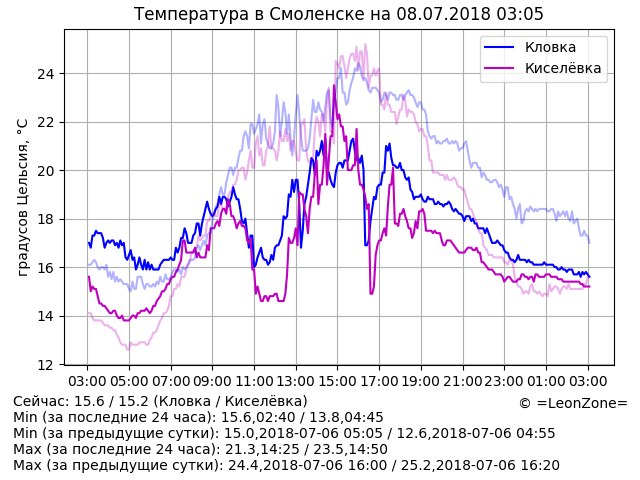 Температура в Смоленске на 08.07.2018 03:05
Кловка
Киселёвка
градусов Цельсия, °C
24
22
20
18
16
14
12
03:00 05:00 07:00 09:00 11:00 13:00 15:00 17:00 19:00 21:00 23:00 01:00 03:00
Сейчас: 15.6 / 15.2 (Кловка / Киселёвка)
© =LeonZone=
Min (за последние 24 часа): 15.6,02:40 / 13.8,04:45
Min (за предыдущие сутки): 15.0,2018-07-06 05:05 / 12.6,2018-07-06 04:55
Max (за последние 24 часа): 21.3,14:25 / 23.5,14:50
Max (за предыдущие сутки): 24.4,2018-07-06 16:00 / 25.2,2018-07-06 16:20